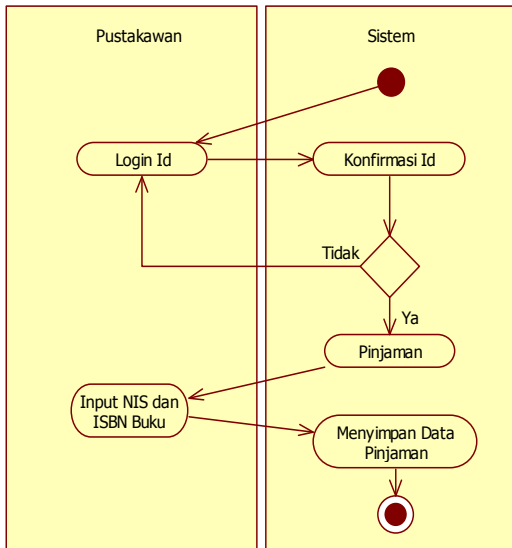 Pustakawan
Sistem
Login Id
Konfirmasi Id
Tidak
Ya
Pinjaman
Input NIS dan
ISBN Buku
Menyimpan Data
Pinjaman